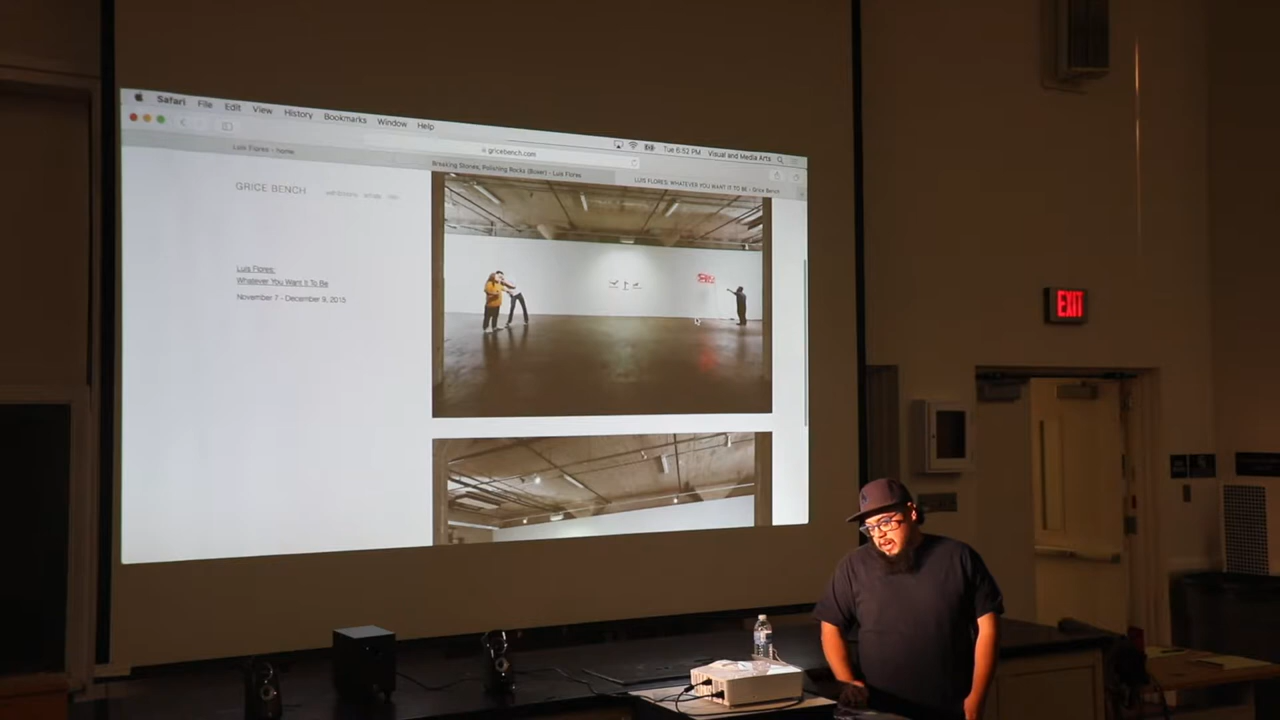 Safari File Edit View History Bookmarks Window Help
Tue 6:52 PM Visual and Media Arts
gricebench.com
Luis Flores - home
Breaking Stones, Polishing Rocks (Boxer) - Luis Flores
LUIS FLORES: WHATEVER YOU WANT IT TO BE - Grice Bench
GRICE BENCH
exhibitions artists
Luis Flores:
Whatever You Want It To Be
November 7 - December 9, 2015
EXIT